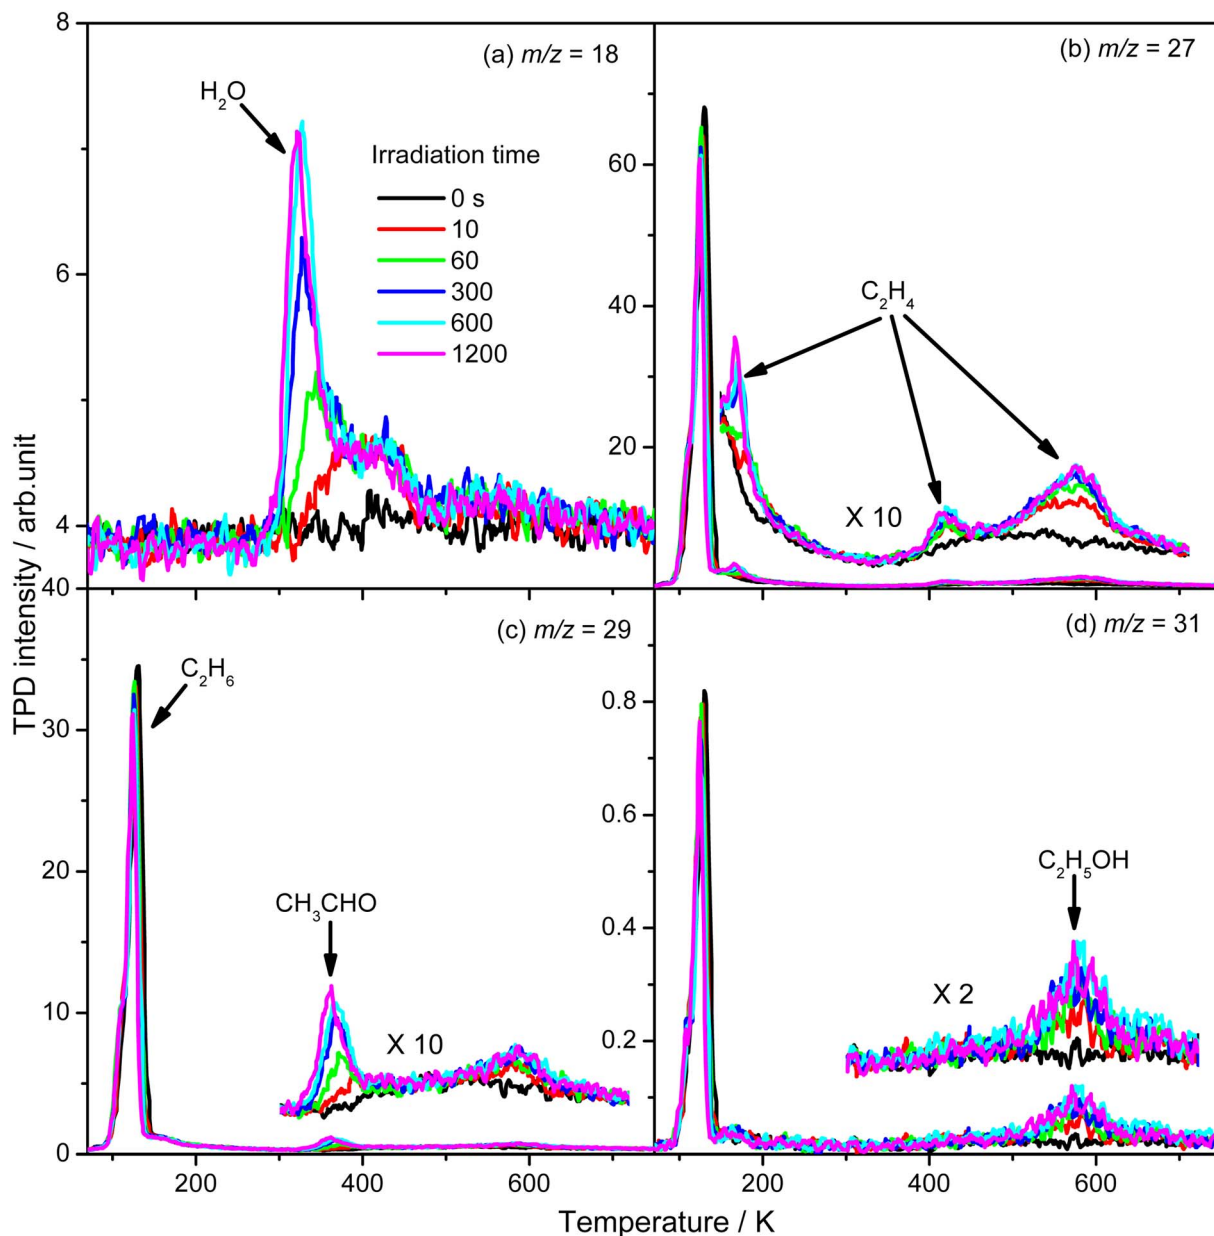 8
(a) m/z = 18
H₂O
Irradiation time
0 s
10
60
300
600
1200
6
4
(b) m/z = 27
60
40
20
C₂H₄
X 10
40
(c) m/z = 29
C₂H₆
30
20
CH₃CHO
X 10
10
0
(d) m/z = 31
0.8
0.4
0.2
0.0
C₂H₅OH
X 2
200
400
600
200
400
600
TPD intensity / arb.unit
Temperature / K